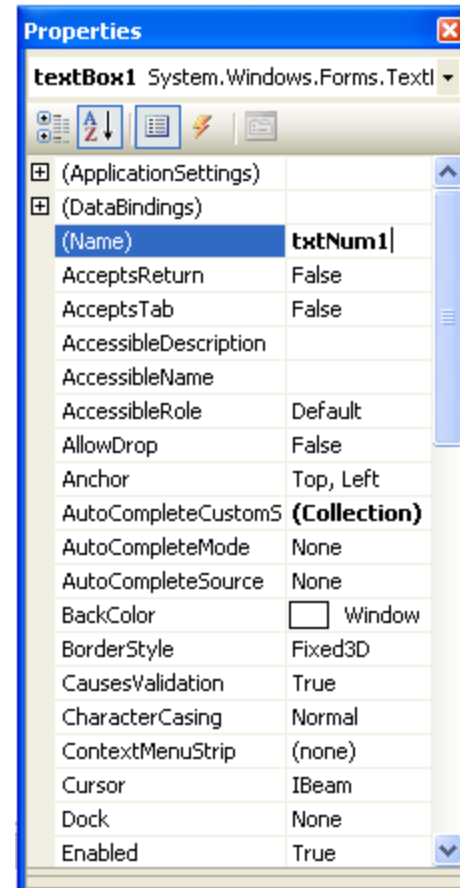 Properties
textBox1 System.Windows.Forms.Textl
(ApplicationSettings)
(DataBindings)
(Name) txtNum1
AcceptsReturn False
AcceptsTab False
AccessibleDescription
AccessibleName
AccessibleRole Default
AllowDrop False
Anchor Top, Left
AutoCompleteCustomS (Collection)
AutoCompleteMode None
AutoCompleteSource None
BackColor Window
BorderStyle Fixed3D
CausesValidation True
CharacterCasing Normal
ContextMenuStrip (none)
Cursor IBeam
Dock None
Enabled True